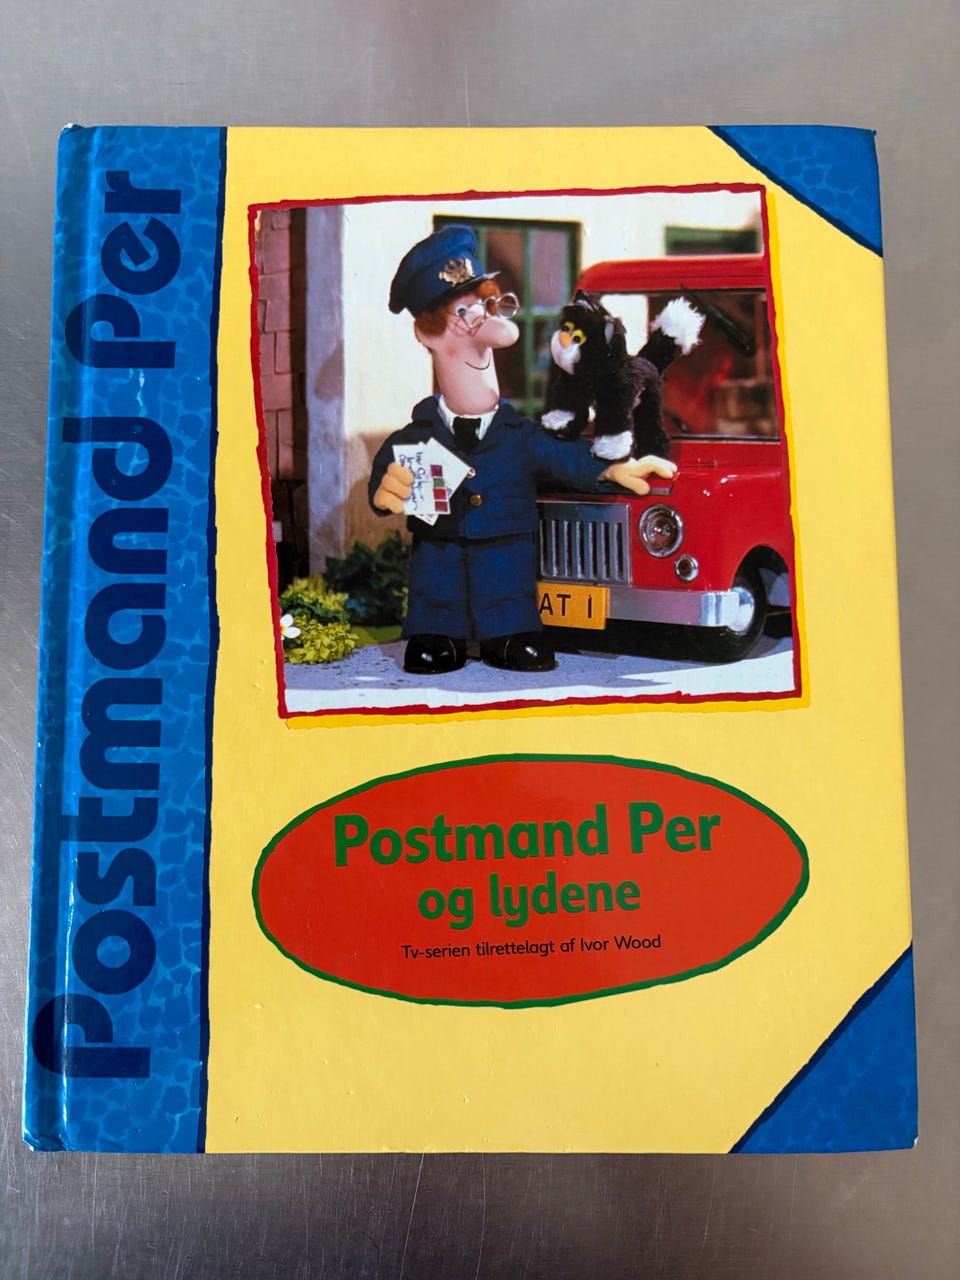 Postmand Per
AT 1
Postmand Per
og lydene
Tv-serien tilrettelagt af Ivor Wood